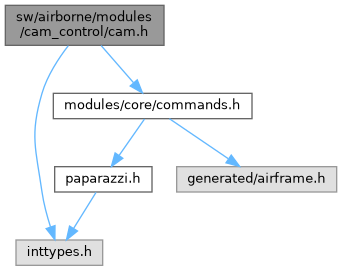 sw/airborne/modules
/cam_control/cam.h
modules/core/commands.h
paparazzi.h
generated/airframe.h
inttypes.h